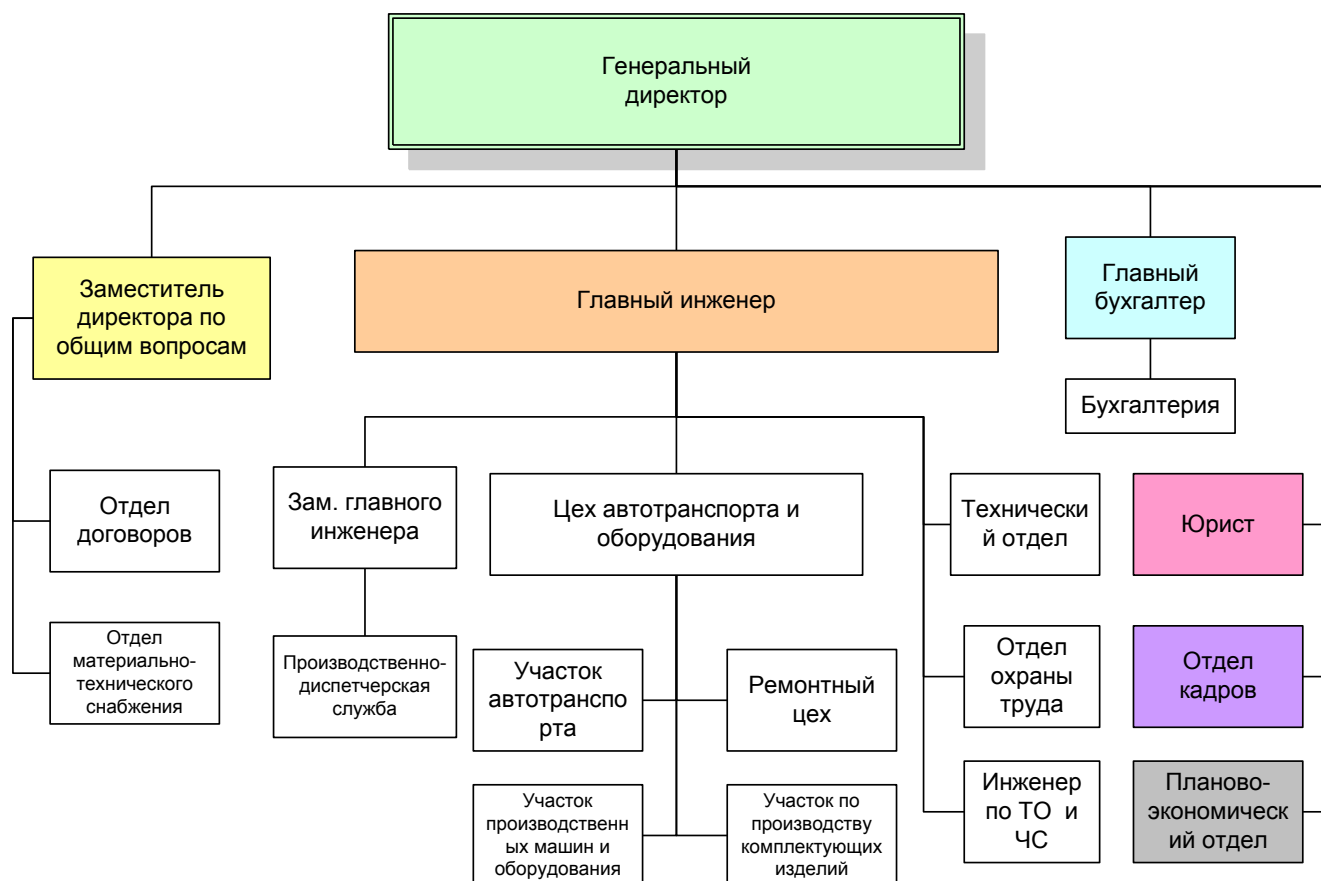 Генеральный
директор
Заместитель
директора по
общим вопросам
Главный инженер
Главный
бухгалтер
Бухгалтерия
Отдел
договоров
Зам. главного
инженера
Цех автотранспорта и
оборудования
Технически
й отдел
Юрист
Отдел
материально-
технического
снабжения
Производственно-
диспетчерская
служба
Участок
автотранспо
рта
Ремонтный
цех
Отдел
охраны
труда
Отдел
кадров
Участок
производственн
ых машин и
оборудования
Участок по
производству
комплектующих
изделий
Инженер
по ТО и
ЧС
Планово-
экономическ
ий отдел